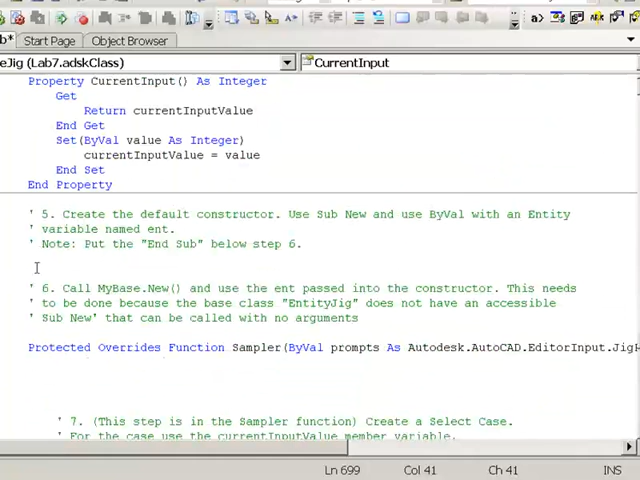 b* Start Page Object Browser
eJig (Lab7.adskClass) CurrentInput
Property CurrentInput() As Integer
Get
Return currentInputValue
End Get
Set(ByVal value As Integer)
currentInputValue = value
End Set
End Property
' 5. Create the default constructor. Use Sub New and use ByVal with an Entity
' variable named ent.
' Note: Put the "End Sub" below step 6.
' 6. Call MyBase.New() and use the ent passed into the constructor. This needs
' to be done because the base class "EntityJig" does not have an accessible
' Sub New' that can be called with no arguments
Protected Overrides Function Sampler(ByVal prompts As Autodesk.AutoCAD.EditorInput.JigP
' 7. (This step is in the Sampler function) Create a Select Case.
' For the case use the currentInputValue member variable.
Ln 699 Col 41 Ch 41 INS